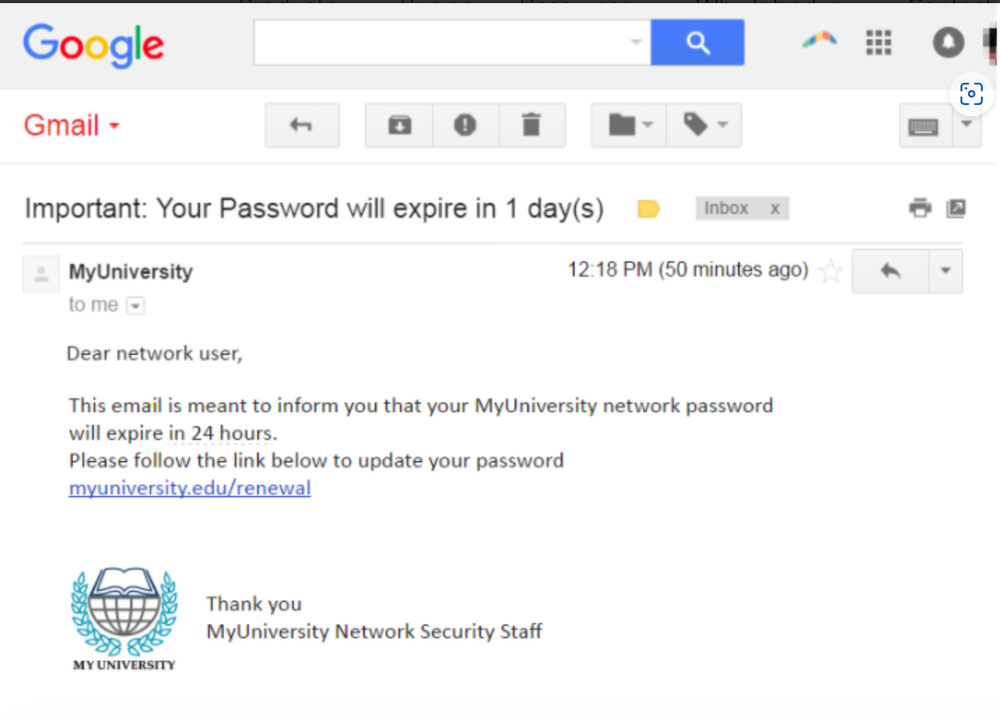 Google
Gmail
Important: Your Password will expire in 1 day(s)
Inbox x
MyUniversity
12:18 PM (50 minutes ago)
to me
Dear network user,
This email is meant to inform you that your MyUniversity network password
will expire in 24 hours.
Please follow the link below to update your password
myuniversity.edu/renewal
Thank you
MyUniversity Network Security Staff
MY UNIVERSITY